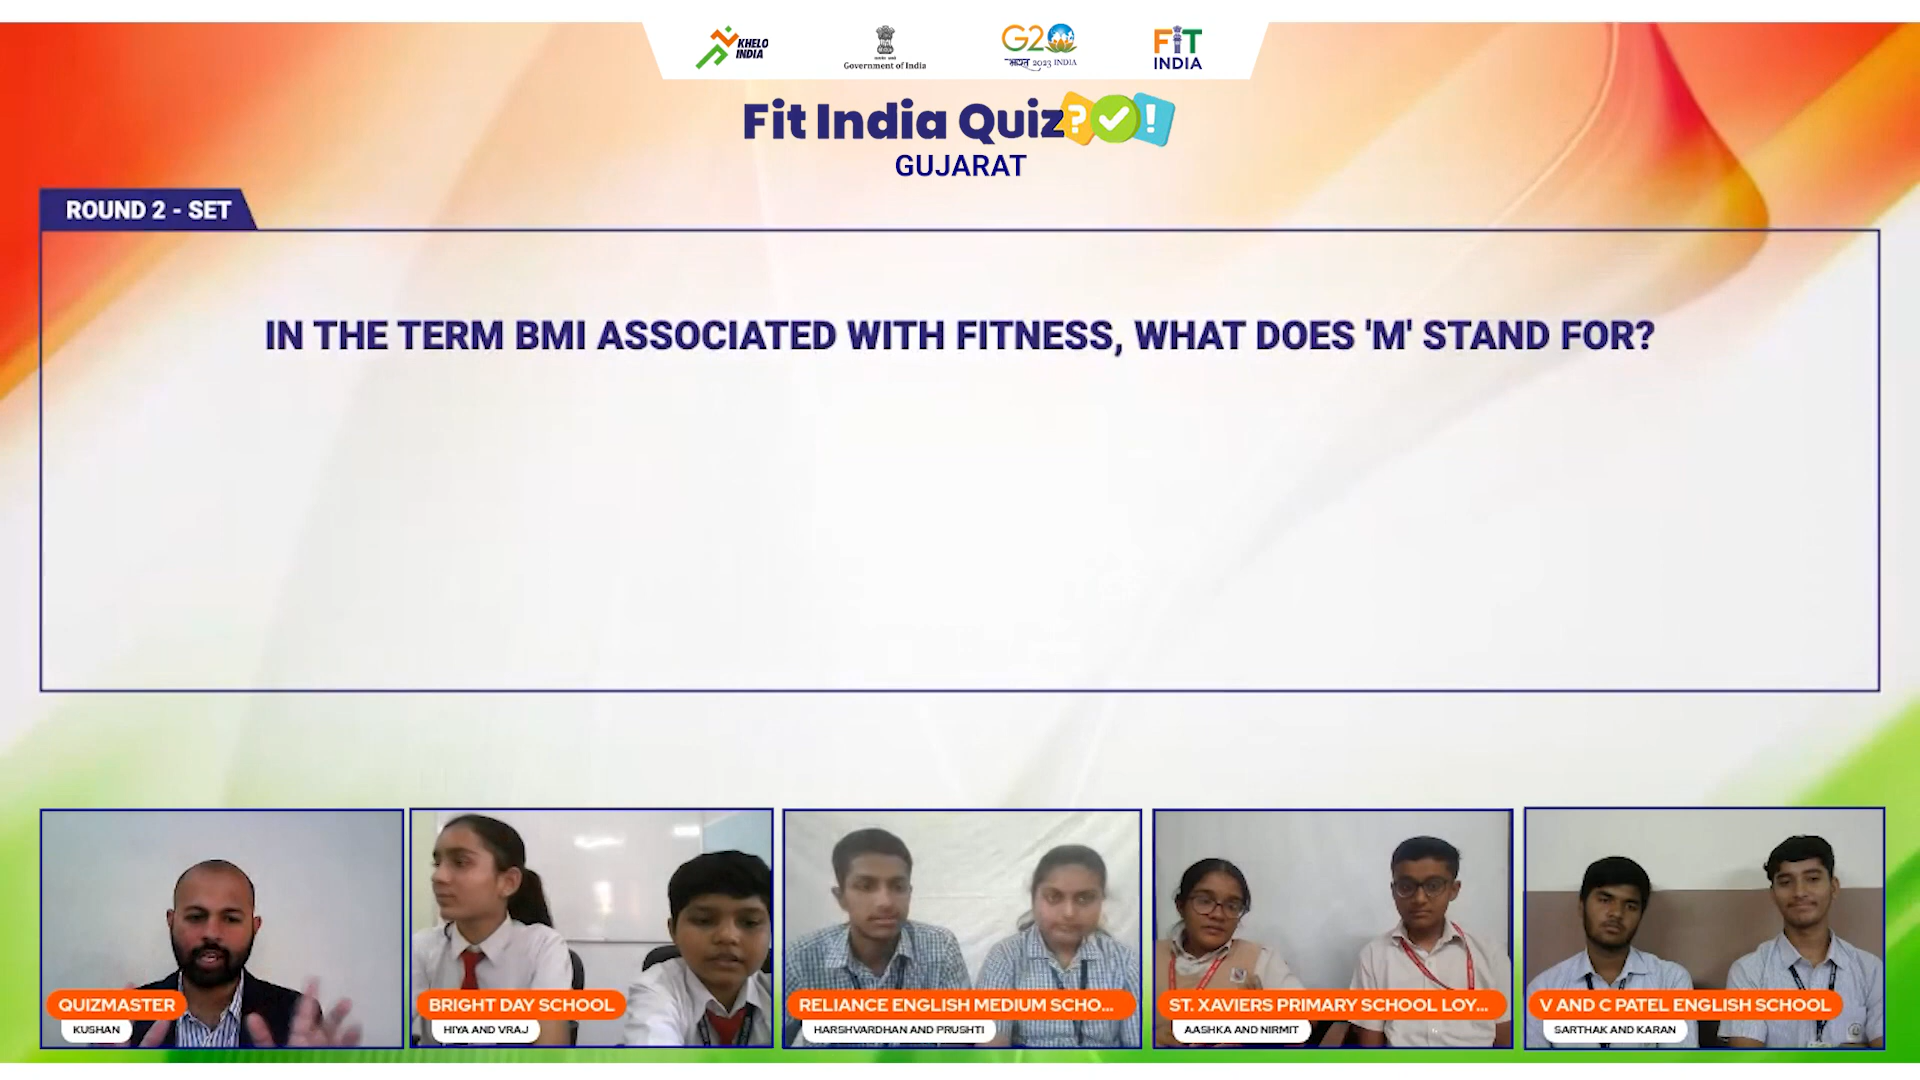 KHELO
INDIA
Government of India
G20
भारत 2023 INDIA
FIT
INDIA
Fit India Quiz?!
GUJARAT
ROUND 2 - SET
IN THE TERM BMI ASSOCIATED WITH FITNESS, WHAT DOES 'M' STAND FOR?
QUIZMASTER
KUSHAN
BRIGHT DAY SCHOOL
HIYA AND VRAJ
RELIANCE ENGLISH MEDIUM SCHO...
HARSHVARDHAN AND PRUSHTI
ST. XAVIERS PRIMARY SCHOOL LOY...
AASHKA AND NIRMIT
V AND C PATEL ENGLISH SCHOOL
SARTHAK AND KARAN